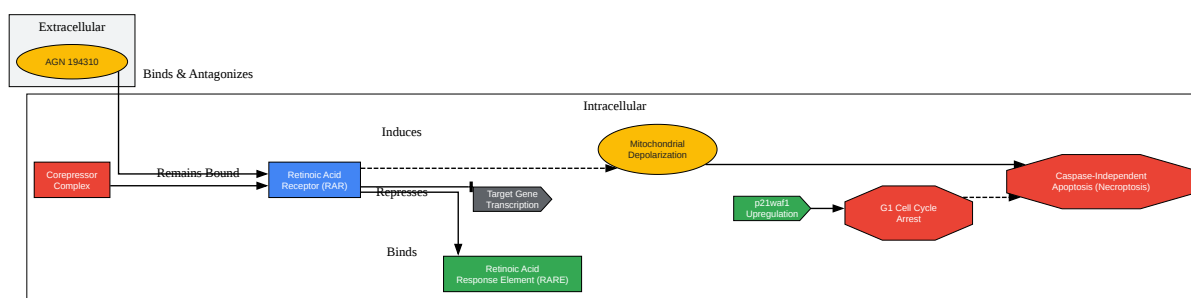 Extracellular
AGN 194310
Binds & Antagonizes
Intracellular
Induces
Mitochondrial
Depolarization
Corepressor
Complex
Remains Bound
Retinoic Acid
Receptor (RAR)
Represses
Target Gene
Transcription
Caspase-Independent
Apoptosis (Necroptosis)
p21waf1
Upregulation
G1 Cell Cycle
Arrest
Binds
Retinoic Acid
Response Element (RARE)